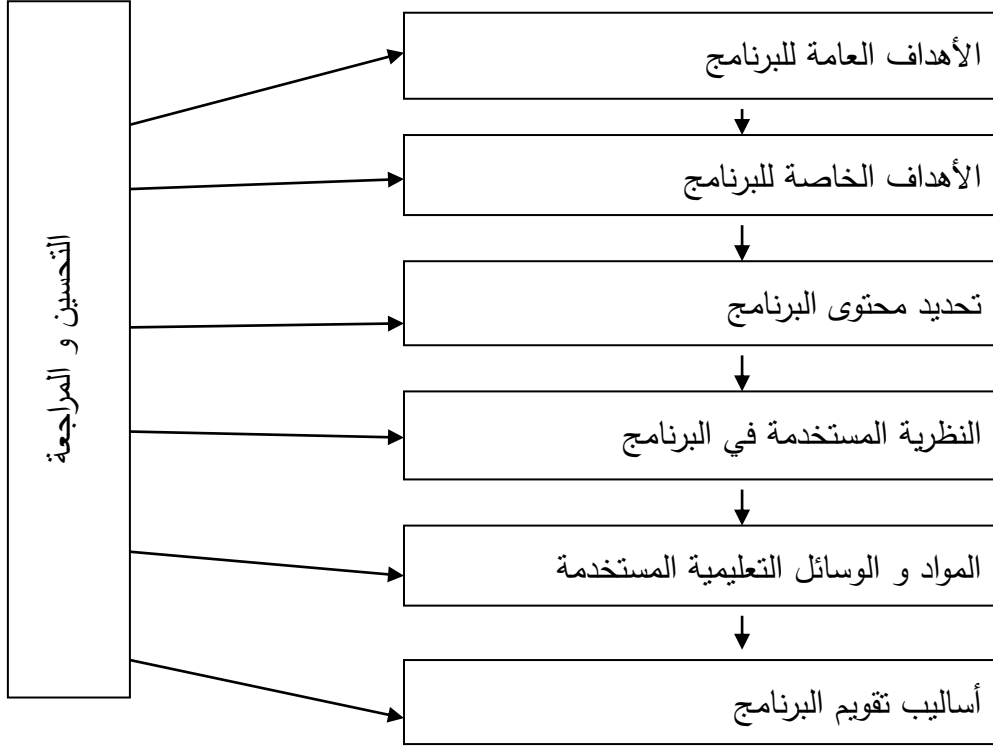 الأهداف العامة للبرنامج
الأهداف الخاصة للبرنامج
تحديد محتوى البرنامج
النظرية المستخدمة في البرنامج
المواد و الوسائل التعليمية المستخدمة
أساليب تقويم البرنامج
التحسين و المراجعة